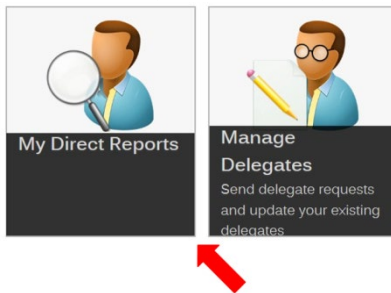 My Direct Reports
Manage
Delegates
Send delegate requests
and update your existing
delegates